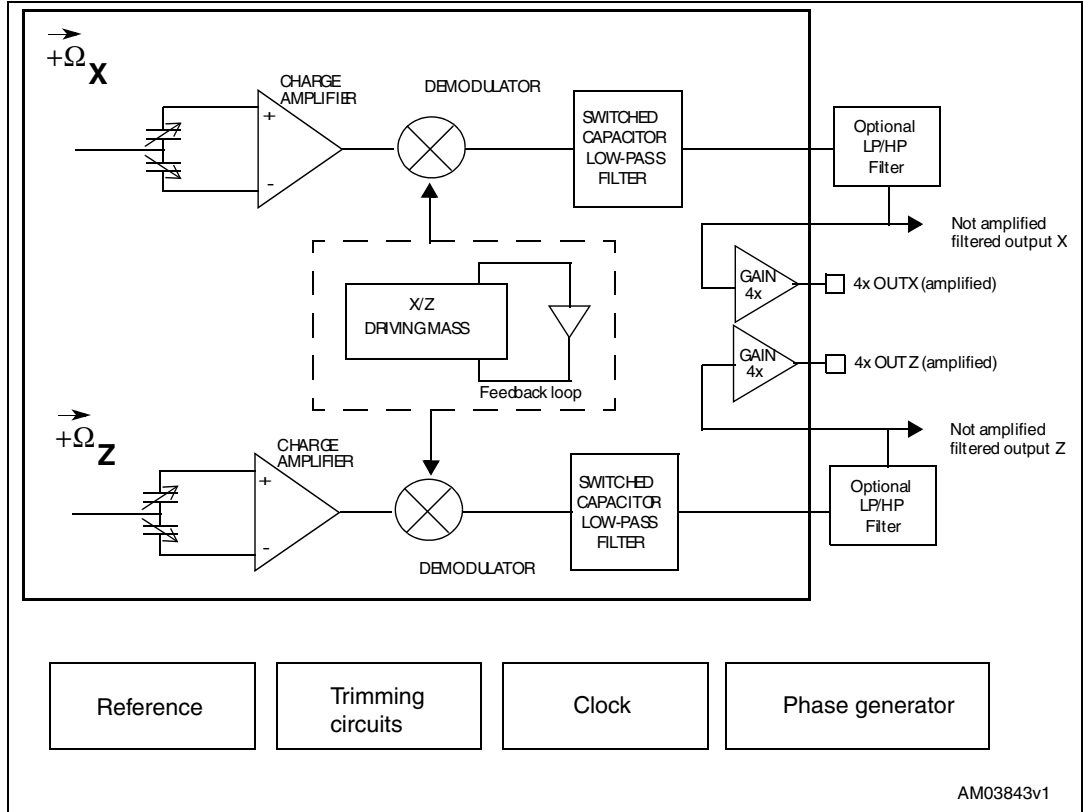 +Ω X
CHARGE
AMPLIFIER
+
-
DEMODULATOR
SWITCHED
CAPACITOR
LOW-PASS
FILTER
Optional
LP/HP
Filter
Not amplified
filtered output X
GAIN
4x
4x OUTX (amplified)
X/Z
DRIVING MASS
Feedback loop
GAIN
4x
4x OUTZ (amplified)
Not amplified
filtered output Z
+Ω Z
CHARGE
AMPLIFIER
+
-
DEMODULATOR
SWITCHED
CAPACITOR
LOW-PASS
FILTER
Optional
LP/HP
Filter
Reference
Trimming
circuits
Clock
Phase generator
AM03843v1